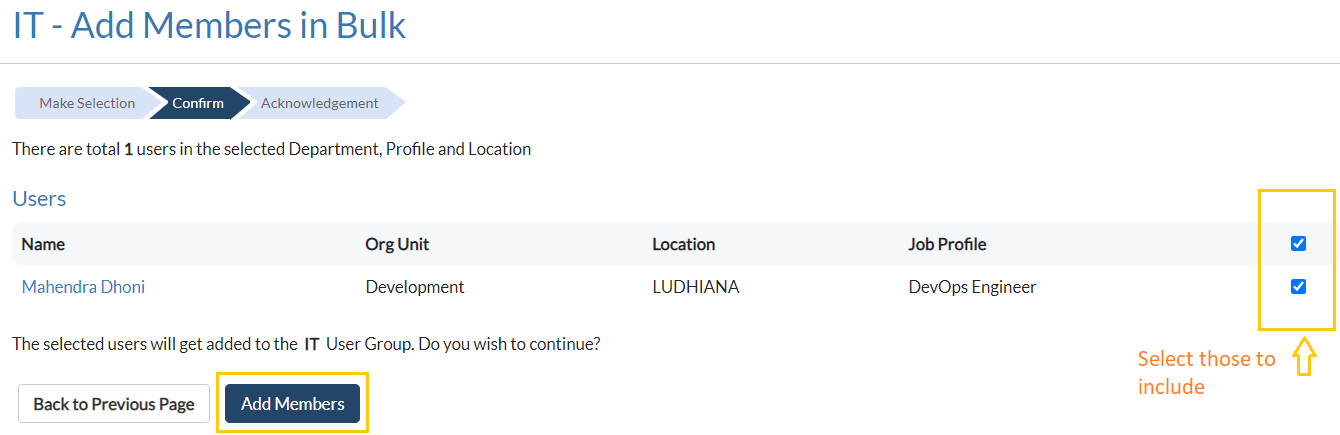 IT - Add Members in Bulk
Make Selection Confirm Acknowledgement
There are total 1 users in the selected Department, Profile and Location
Users
Name Org Unit Location Job Profile
Mahendra Dhoni Development LUDHIANA DevOps Engineer
The selected users will get added to the IT User Group. Do you wish to continue?
Select those to
include
Back to Previous Page Add Members